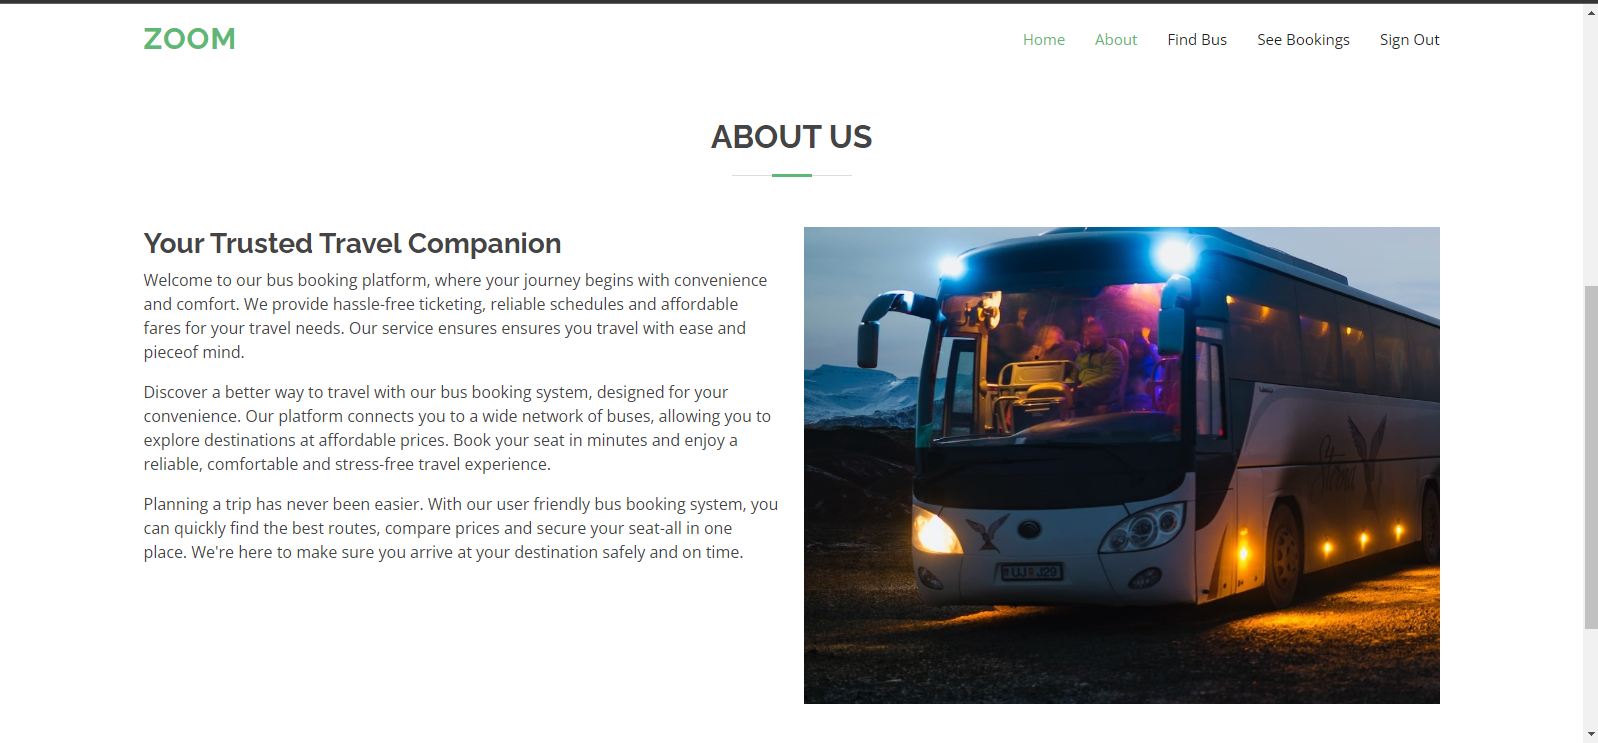 ZOOM
Home About Find Bus See Bookings Sign Out
ABOUT US
Your Trusted Travel Companion
Welcome to our bus booking platform, where your journey begins with convenience
and comfort. We provide hassle-free ticketing, reliable schedules and affordable
fares for your travel needs. Our service ensures ensures you travel with ease and
pieceof mind.
Discover a better way to travel with our bus booking system, designed for your
convenience. Our platform connects you to a wide network of buses, allowing you to
explore destinations at affordable prices. Book your seat in minutes and enjoy a
reliable, comfortable and stress-free travel experience.
Planning a trip has never been easier. With our user friendly bus booking system, you
can quickly find the best routes, compare prices and secure your seat-all in one
place. We're here to make sure you arrive at your destination safely and on time.